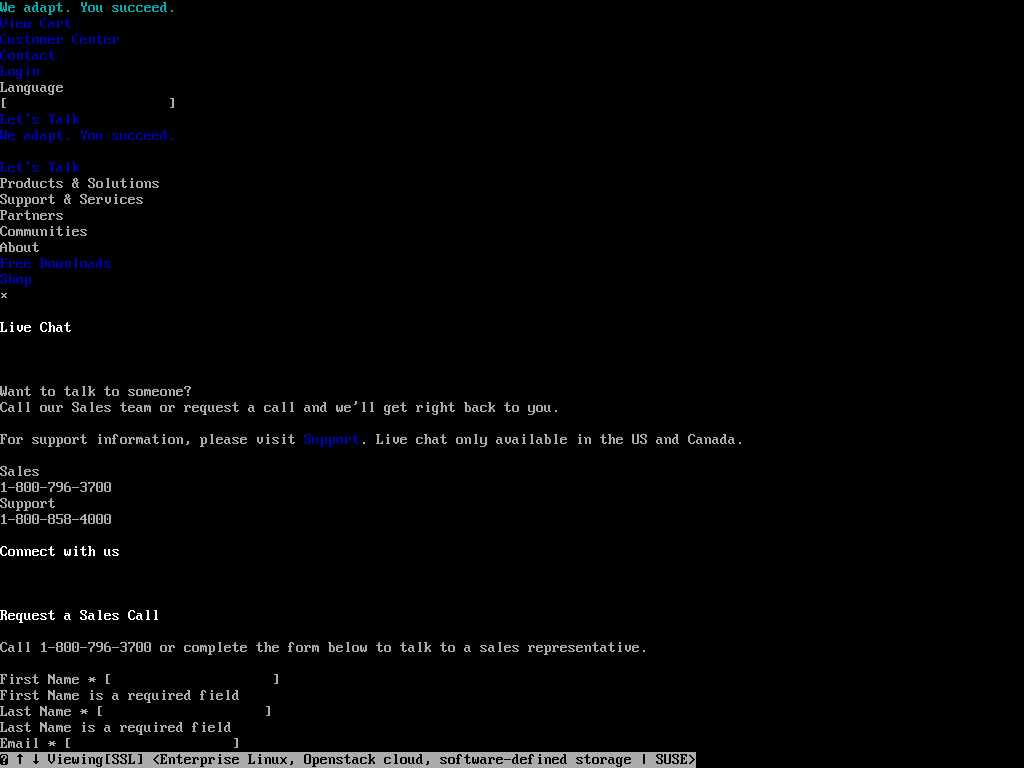 We adapt. You succeed.
View Cart
Customer Center
Contact
Login
Language
[                    ]
Let's Talk
We adapt. You succeed.
Let's Talk
Products & Solutions
Support & Services
Partners
Communities
About
Free Downloads
Shop
×
Live Chat
Want to talk to someone?
Call our Sales team or request a call and we'll get right back to you.
For support information, please visit Support. Live chat only available in the US and Canada.
Sales
1-800-796-3700
Support
1-800-858-4000
Connect with us
Request a Sales Call
Call 1-800-796-3700 or complete the form below to talk to a sales representative.
First Name * [                    ]
First Name is a required field
Last Name * [                    ]
Last Name is a required field
Email * [                    ]
? ↑ ↓ Viewing[SSL] <Enterprise Linux, Openstack cloud, software-defined storage | SUSE>